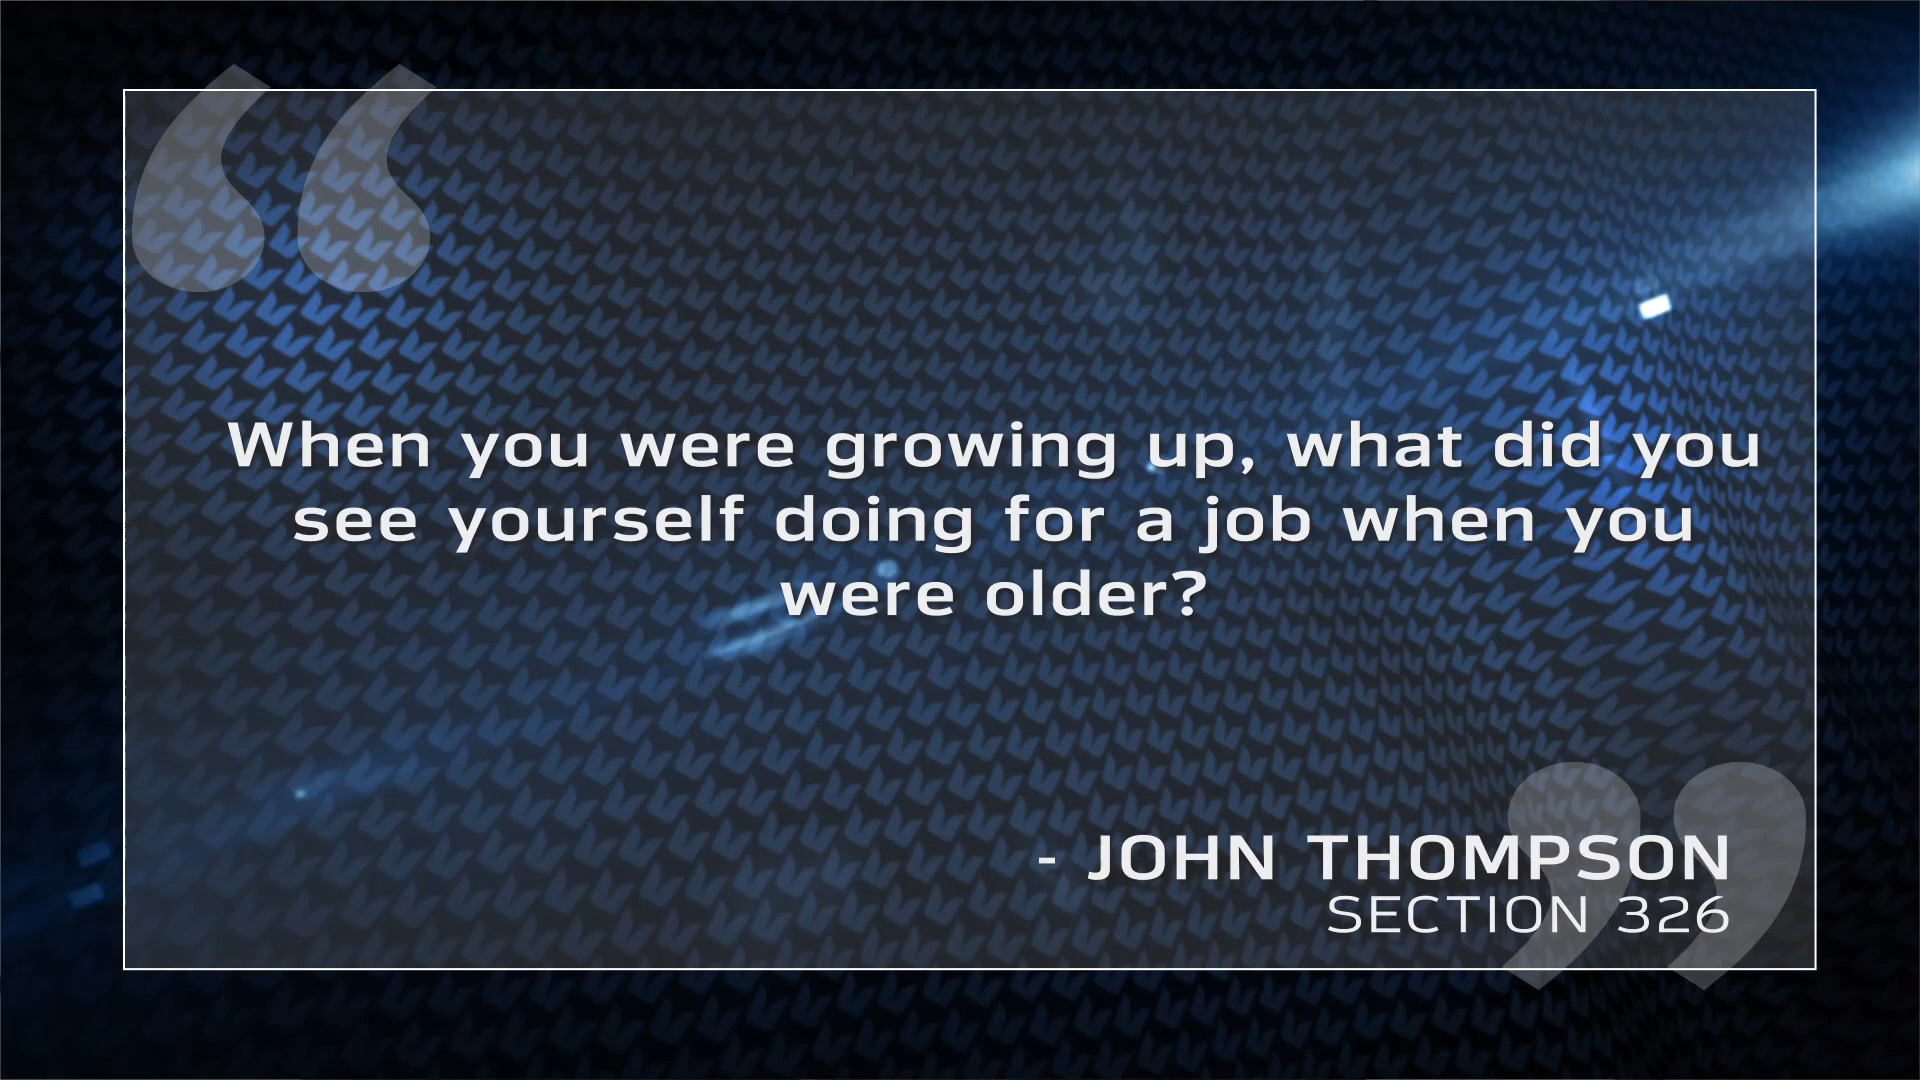 When you were growing up, what did you
see yourself doing for a job when you
were older?
- JOHN THOMPSON
SECTION 326